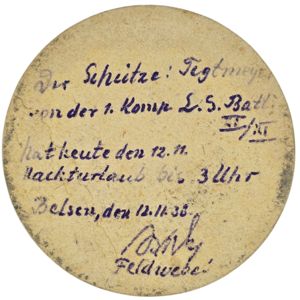 Der Schütze: Tegtmeyer
von der 1. Komp L.S. Batl.
XI/XI
hat heute den 12.11.
Nachturlaub bis 3 Uhr
Belsen, den 12.11.38.
Feldwebel